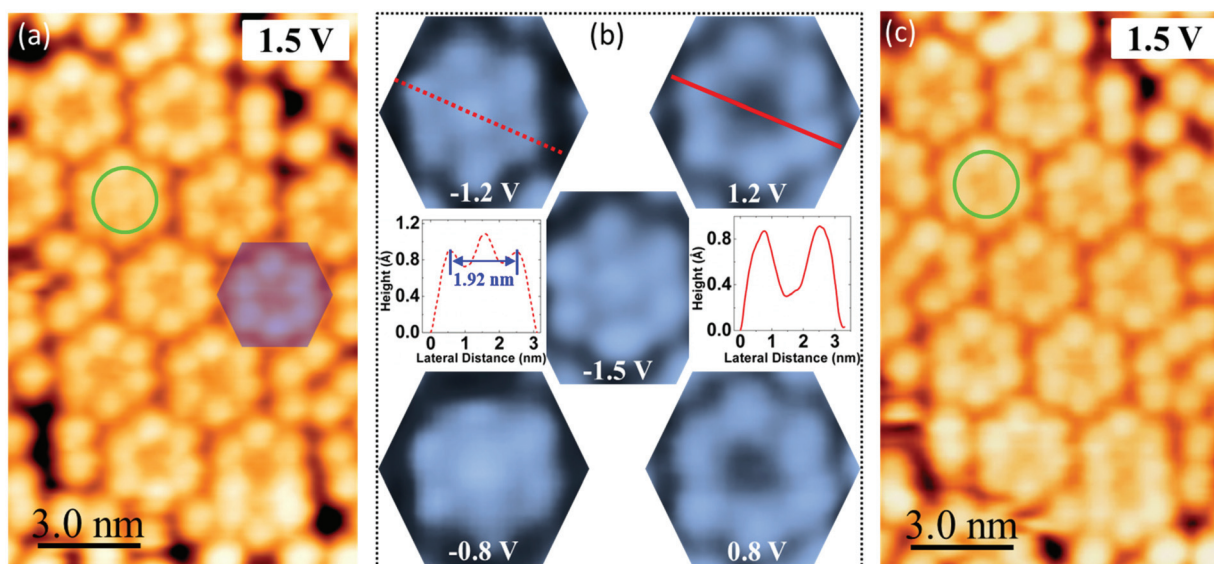 (a)
1.5 V
3.0 nm
(b)
-1.2 V
1.2 V
Height (Å)
1.2
0.8
0.4
0.0
1.92 nm
0 1 2 3
Lateral Distance (nm)
-1.5 V
Height (Å)
0.8
0.4
0.0
0 1 2 3
Lateral Distance (nm)
-0.8 V
0.8 V
(c)
1.5 V
3.0 nm